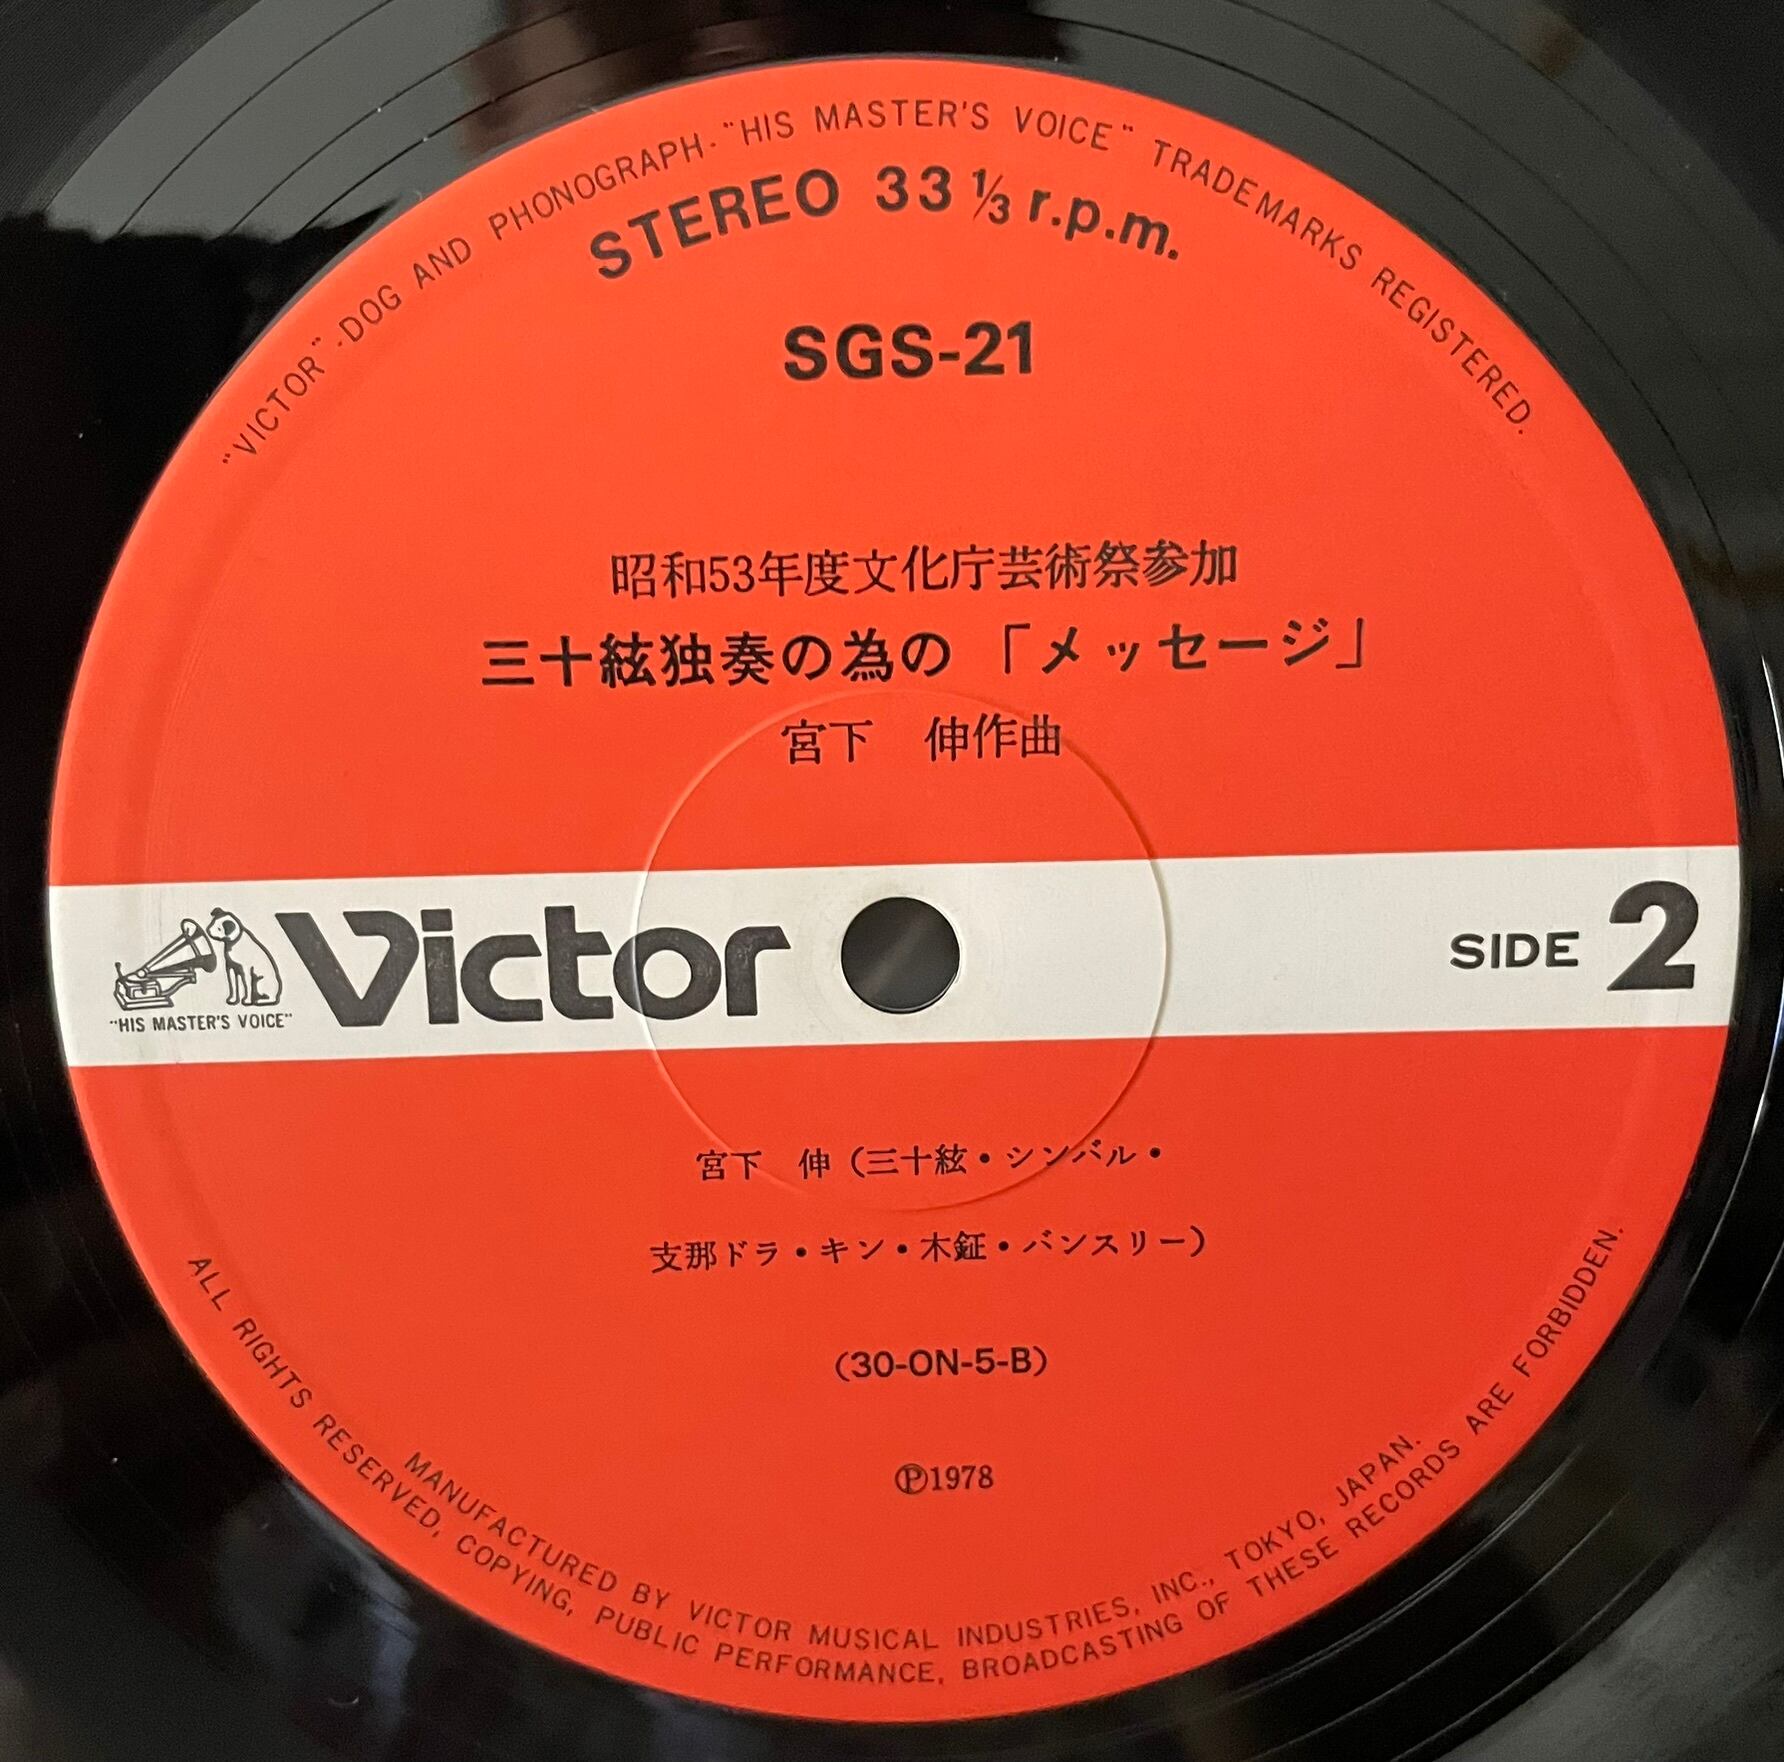 "VICTOR"-DOG AND PHONOGRAPH-"HIS MASTER'S VOICE" TRADEMARKS REGISTERED.
STEREO 33 1/3 r.p.m.
SGS-21
昭和53年度文化庁芸術祭参加
三十絃独奏の為の「メッセージ」
宮下 伸作曲
Victor
"HIS MASTER'S VOICE"
SIDE 2
宮下 伸（三十絃・シンバル・
支那ドラ・キン・木鉦・バンスリー）
(30-ON-5-B)
Ⓟ1978
MANUFACTURED BY VICTOR MUSICAL INDUSTRIES, INC., TOKYO, JAPAN.
ALL RIGHTS RESERVED, COPYING, PUBLIC PERFORMANCE, BROADCASTING OF THESE RECORDS ARE FORBIDDEN.